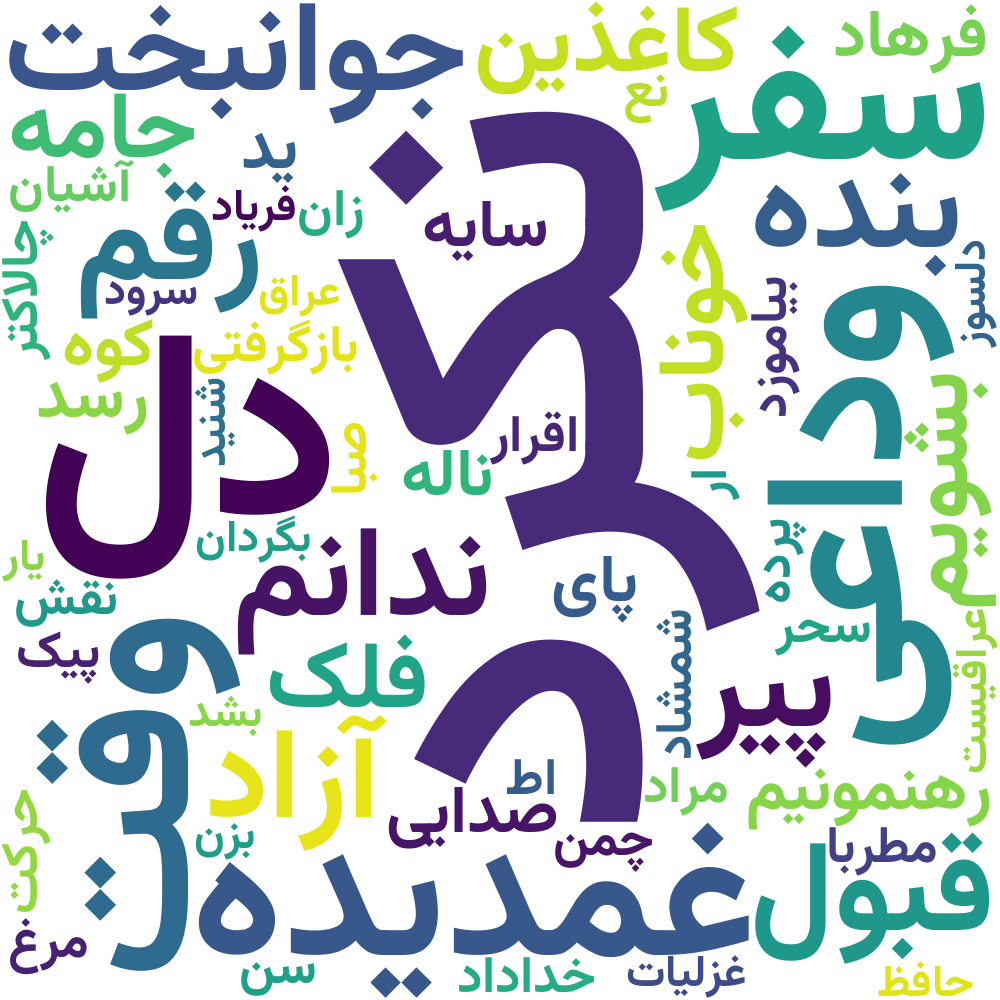 جوانبخت
کاغذین
فرهاد
نع
سفر
جامه
پد
نکرد
آشیان
فریاد
زان
سایه
بنده
رقم
چالاکتر
خوناب
دلسوز
سرود
عراق
بیاموزد
وداعی
کوه
بازگرفتی
دل
رسد
شنید
صبا
اقرار
بشویم
ناله
ار
بگردان
ندانم
پرده
یار
نقش
پای
سحر
پیک
فلک
شمشاد
پیر
عراقیست
وقت
بشد
آزاد
اط
مراد
رهنمونیم
حرکت
صدایی
بزن
چمن
مطربا
غمدیده
قبول
مرغ
سن
خداداد
غزلیات
حافظ